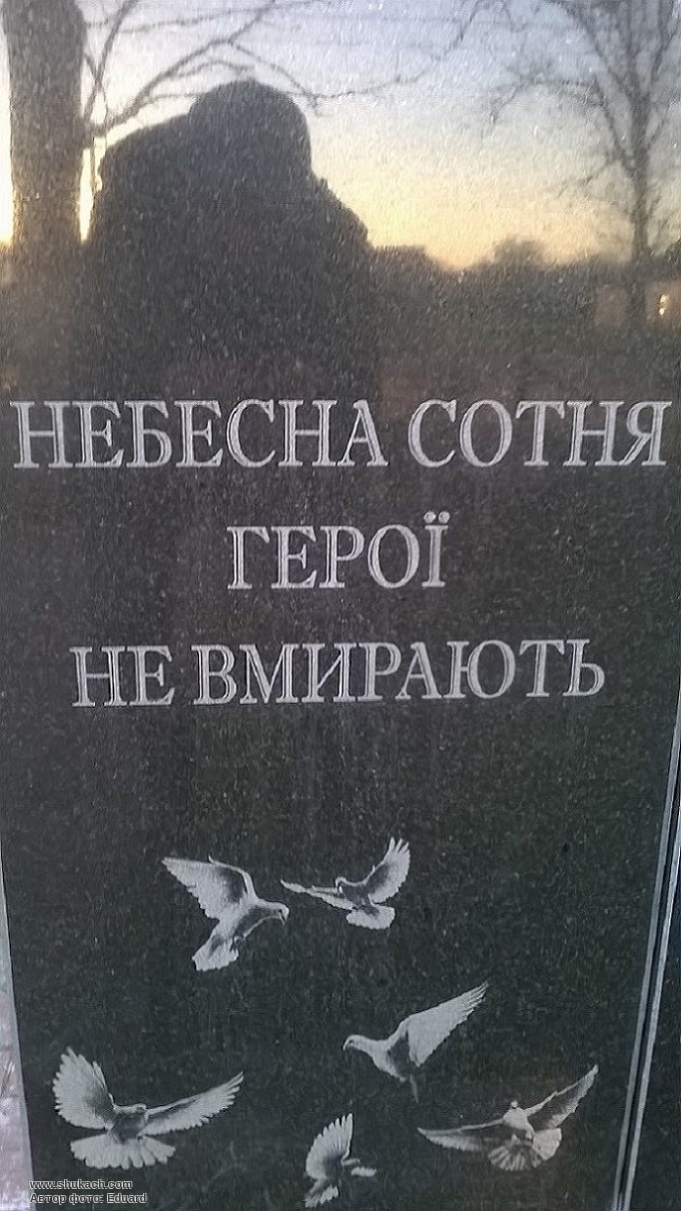 НЕБЕСНА СОТНЯ
ГЕРОЇ
НЕ ВМИРАЮТЬ
www.shukach.com
Автор фото: Eduard